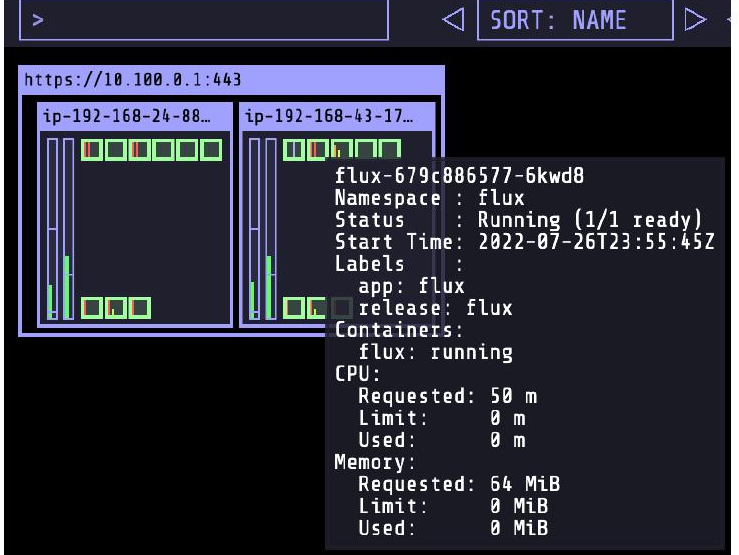 >
SORT: NAME
https://10.100.0.1:443
ip-192-168-24-88…
ip-192-168-43-17…
flux-679c886577-6kwd8
Namespace : flux
Status    : Running (1/1 ready)
Start Time: 2022-07-26T23:55:45Z
Labels    :
  app: flux
  release: flux
Containers:
  flux: running
CPU:
  Requested: 50 m
  Limit:     0 m
  Used:      0 m
Memory:
  Requested: 64 MiB
  Limit:     0 MiB
  Used:      0 MiB